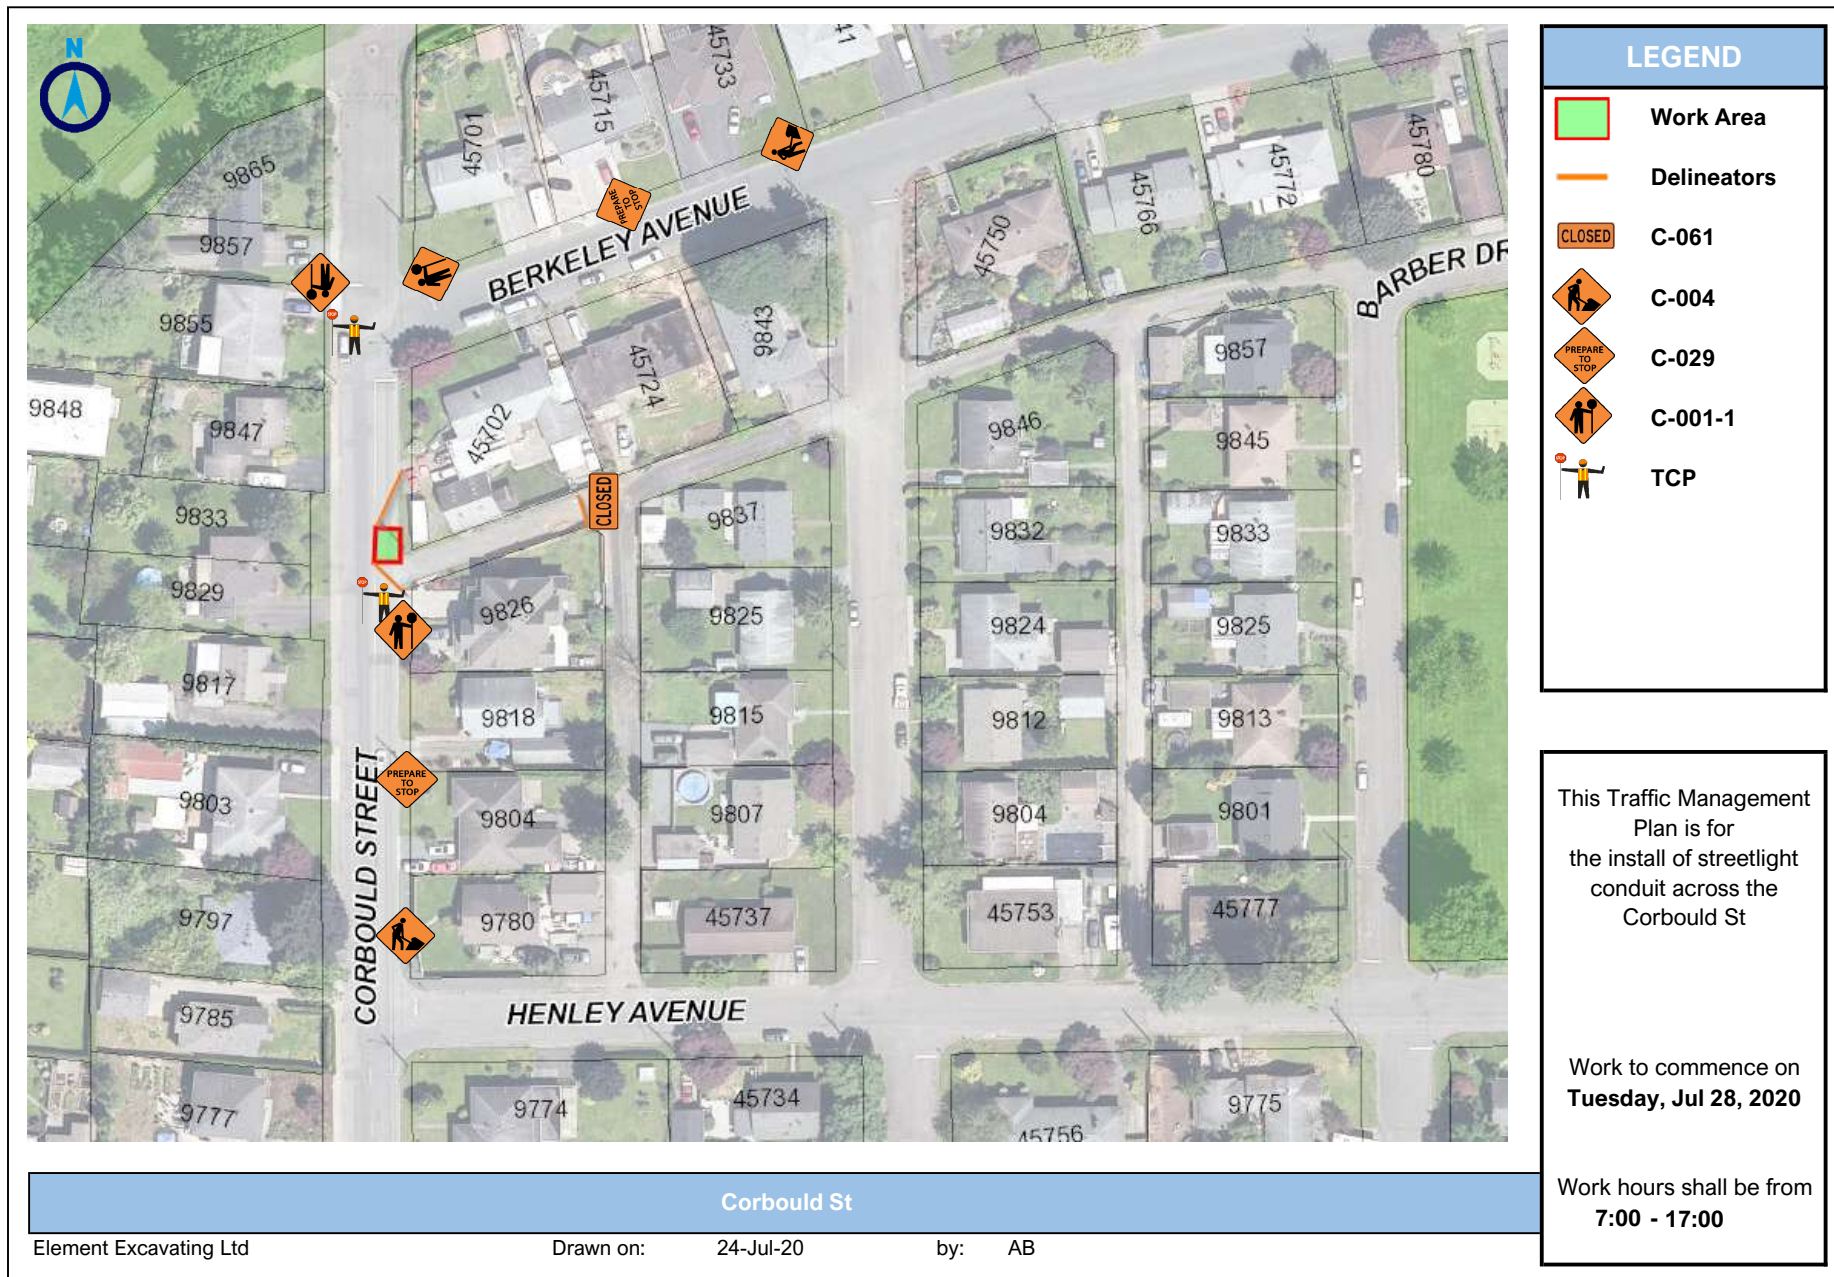 N
LEGEND
Work Area
Delineators
CLOSED C-061
C-004
PREPARE TO STOP C-029
C-001-1
STOP TCP
45733
41
45715
45701
9865
9857
9855
PREPARE TO STOP
BERKELEY AVENUE
45750
45766
45772
45780
BARBER DR
STOP
9848
9847
45702
45724
9843
9846
9857
9845
9833
CLOSED
9837
9832
9833
9829
STOP
9826
9825
9824
9825
9817
9818
9815
9812
9813
CORBOULD STREET
PREPARE TO STOP
9803
9804
9807
9804
9801
9797
9780
45737
45753
45777
9785
HENLEY AVENUE
9777
9774
45734
45756
9775
This Traffic Management
Plan is for
the install of streetlight
conduit across the
Corbould St
Work to commence on
Tuesday, Jul 28, 2020
Work hours shall be from
7:00 - 17:00
Corbould St
Element Excavating Ltd Drawn on: 24-Jul-20 by: AB